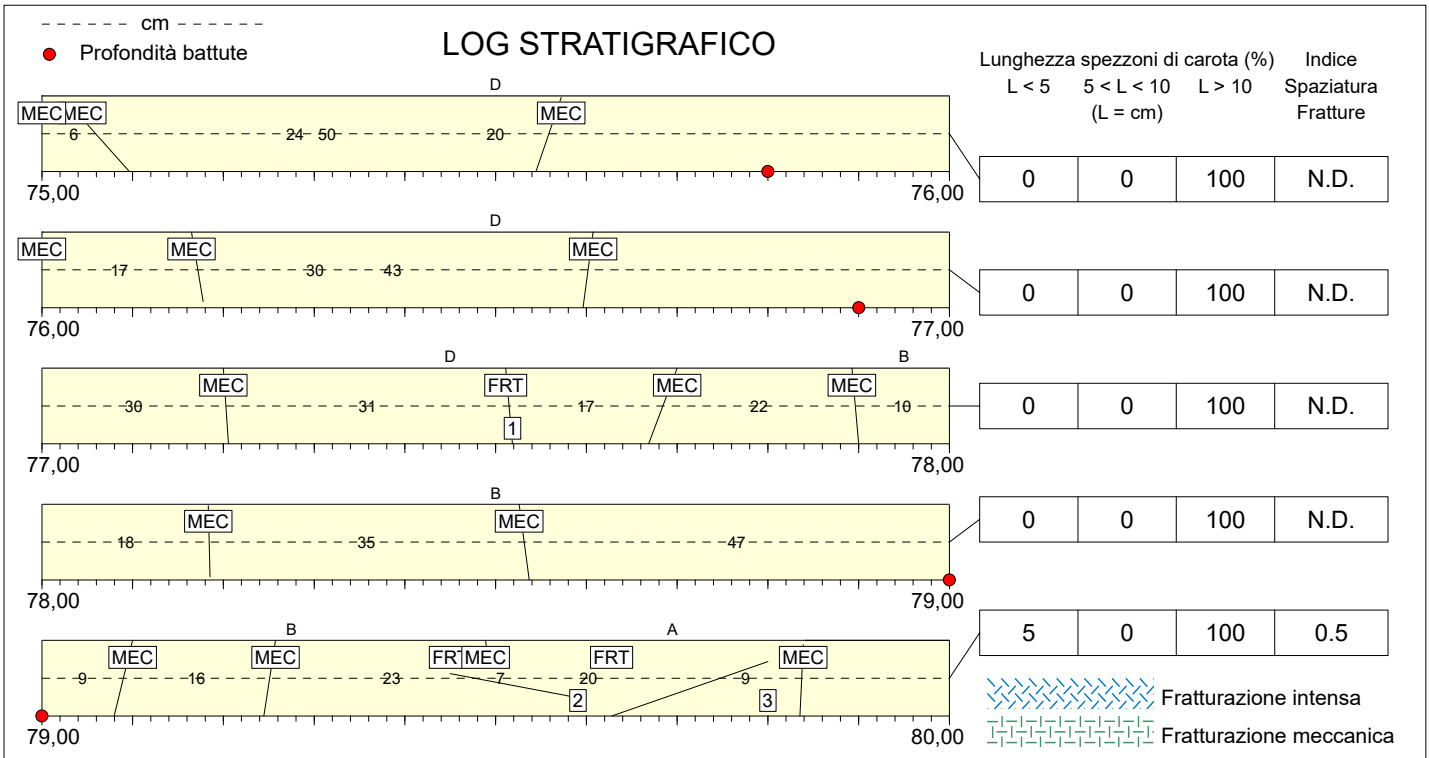 cm
Profondità battute
LOG STRATIGRAFICO
Lunghezza spezzoni di carota (%) Indice
L < 5 5 < L < 10 L > 10 Spaziatura
(L = cm) Fratture
D
MEC MEC MEC
6 24 50 20
75,00 76,00
0 0 100 N.D.
D
MEC MEC MEC
17 30 43
76,00 77,00
0 0 100 N.D.
D B
MEC FRT MEC MEC
30 31 17 22 10
1
77,00 78,00
0 0 100 N.D.
B
MEC MEC
18 35 47
78,00 79,00
0 0 100 N.D.
B A
MEC MEC FRT MEC FRT MEC
9 16 23 7 20 9
2 3
79,00 80,00
5 0 100 0.5
Fratturazione intensa
Fratturazione meccanica